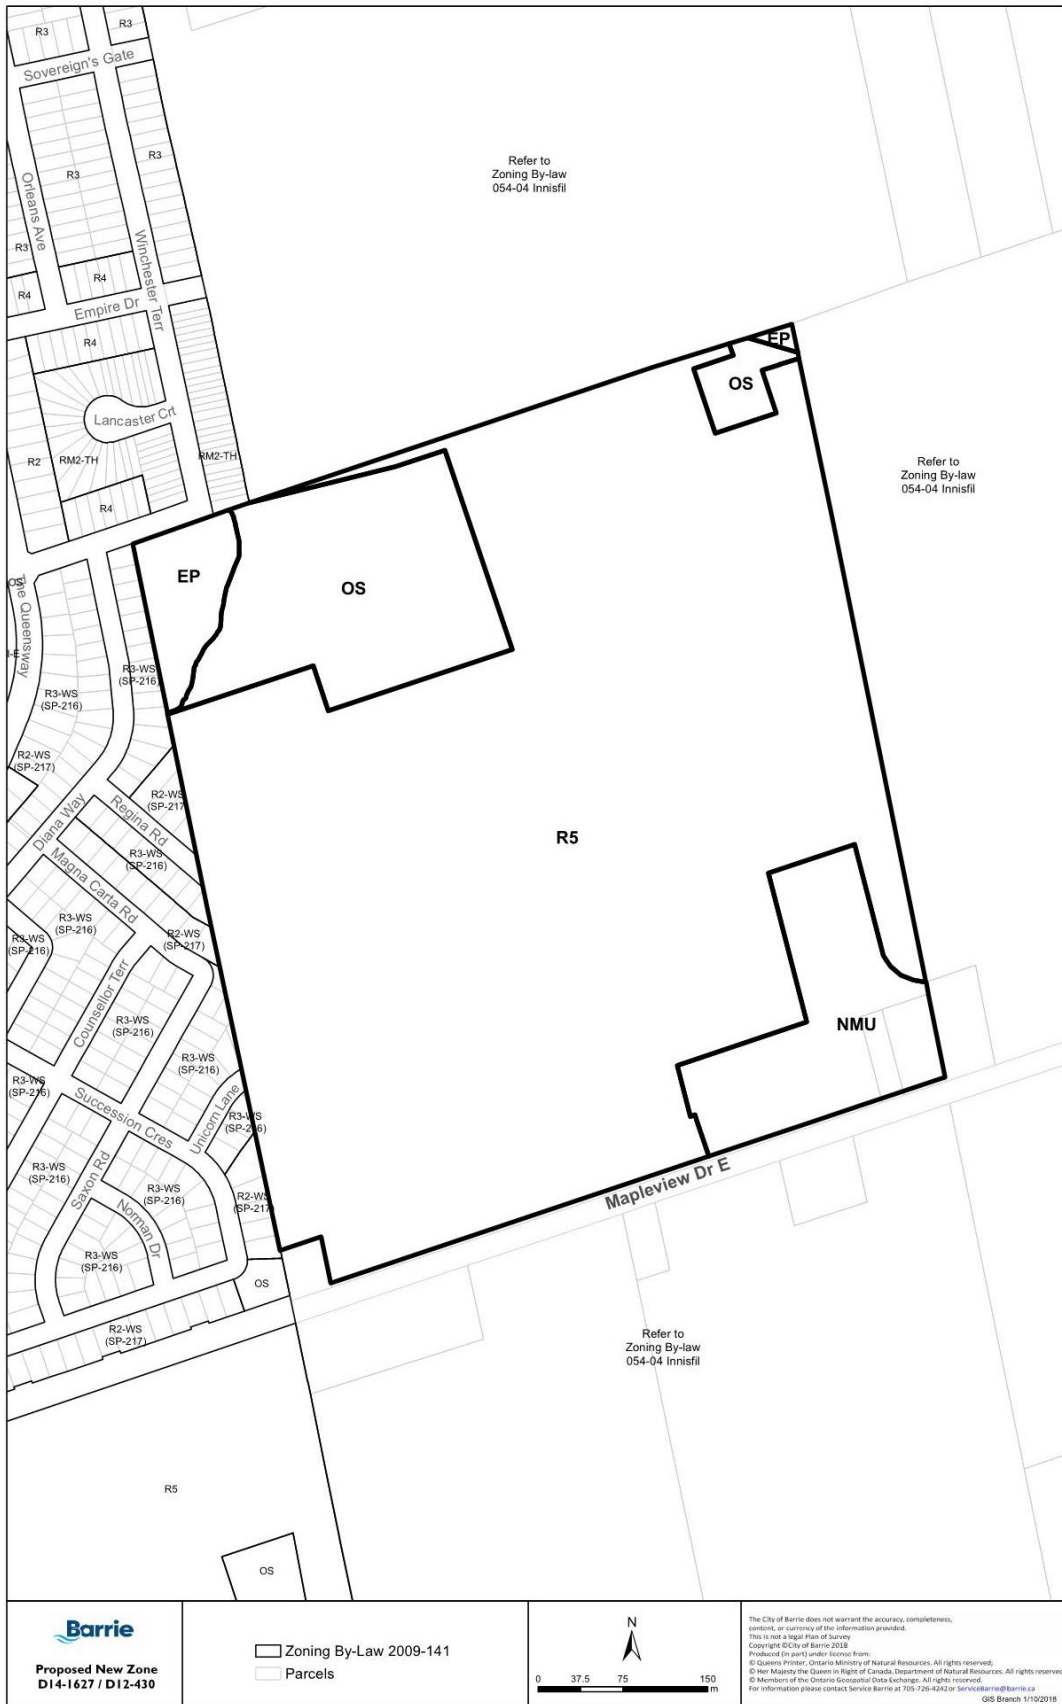 R3
R3
Sovereign's Gate
R3
R3
Orleans Ave
R3
Winchester Terr
R4
R4
Empire Dr
R4
Lancaster Crt
R2
RM2-TH
RM2-TH
R4
Refer to
Zoning By-law
054-04 Innisfil
EP
OS
Refer to
Zoning By-law
054-04 Innisfil
EP
OS
OS
The Queensway
R3-WS
(SP-216)
R3-WS
(SP-216)
R2-WS
(SP-217)
R2-WS
(SP-217
Diana Way
Regina Rd
R3-WS
(SP-216)
Magna Carta Rd
R3-WS
(SP-216)
R3-WS
(SP-216)
R2-WS
(SP-217)
Counsellor Terr
R3-WS
(SP-216)
R3-WS
(SP-216)
R3-WS
(SP-216)
Succession Cres
Unicorn Lane
R3-WS
(SP-216)
R5
NMU
Mapleview Dr E
R3-WS
(SP-216)
Saxon Rd
R3-WS
(SP-216)
Norman Dr
R2-WS
(SP-217
R3-WS
(SP-216)
OS
R2-WS
(SP-217)
Refer to
Zoning By-law
054-04 Innisfil
R5
OS
Barrie
Proposed New Zone
D14-1627 / D12-430
Zoning By-Law 2009-141
Parcels
N
0 37.5 75 150
m
The City of Barrie does not warrant the accuracy, completeness,
content, or currency of the information provided.
This is not a legal Plan of Survey
Copyright ©City of Barrie 2018
Produced (in part) under license from:
© Queens Printer, Ontario Ministry of Natural Resources. All rights reserved;
© Her Majesty the Queen in Right of Canada, Department of Natural Resources. All rights reserved
© Members of the Ontario Geospatial Data Exchange. All rights reserved.
For information please contact Service Barrie at 705-726-4242 or ServiceBarrie@barrie.ca
GIS Branch 1/10/2018